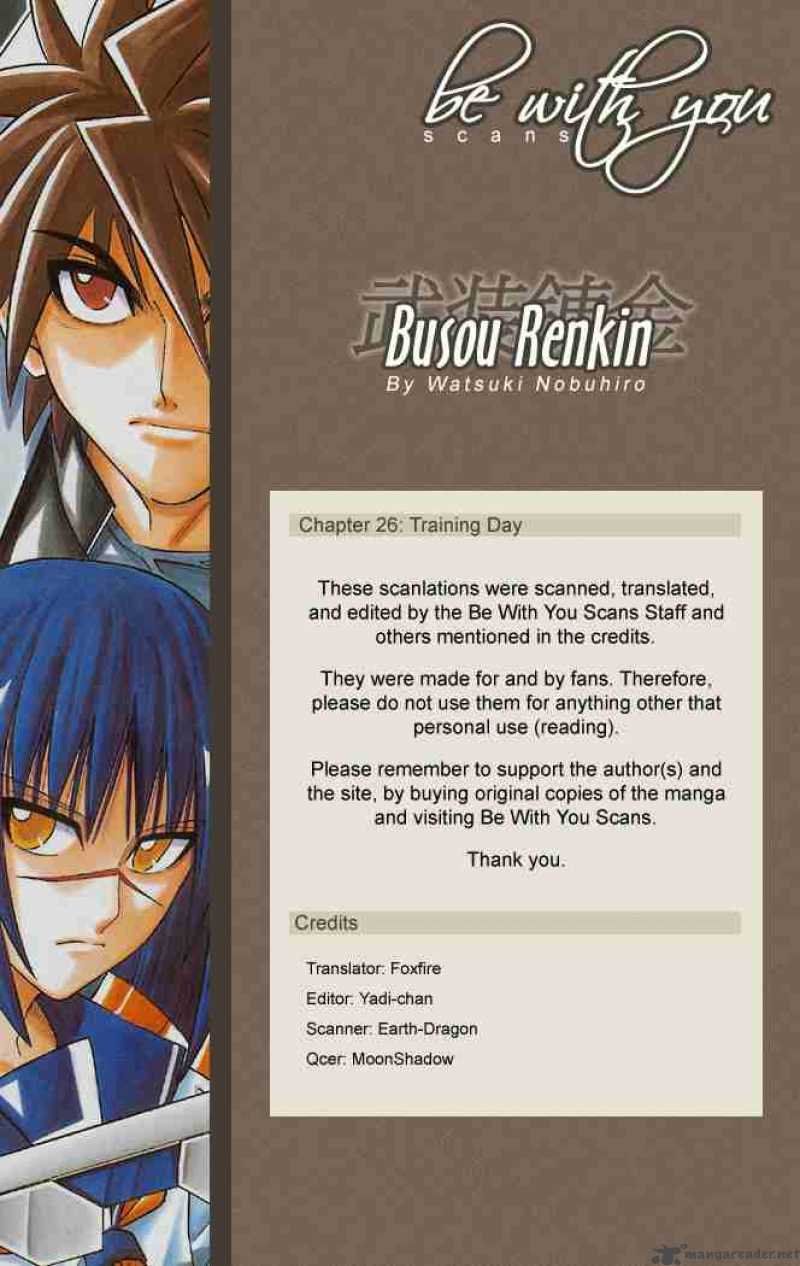 be with you
scans
武装錬金
Busou Renkin
By Watsuki Nobuhiro
Chapter 26: Training Day
These scanlations were scanned, translated,
and edited by the Be With You Scans Staff and
others mentioned in the credits.
They were made for and by fans. Therefore,
please do not use them for anything other that
personal use (reading).
Please remember to support the author(s) and
the site, by buying original copies of the manga
and visiting Be With You Scans.
Thank you.
Credits
Translator: Foxfire
Editor: Yadi-chan
Scanner: Earth-Dragon
Qcer: MoonShadow
mangareader.net